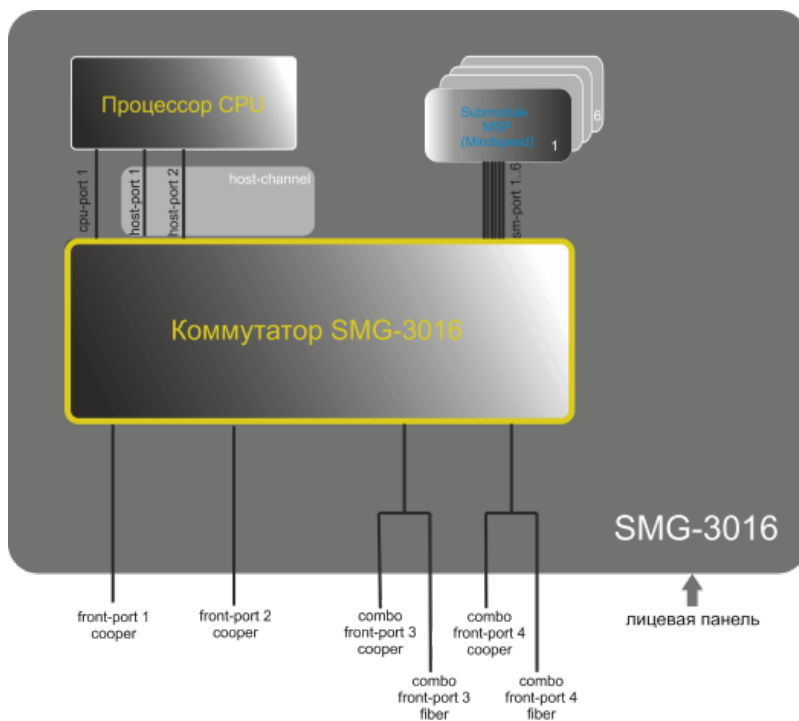 Процессор CPU
Submodule
MSP
(Mindspeed)
1
6
cpu-port 1
host-port 1
host-port 2
host-channel
sm-port 1..6
Коммутатор SMG-3016
SMG-3016
front-port 1
cooper
front-port 2
cooper
combo
front-port 3
cooper
combo
front-port 4
cooper
лицевая панель
combo
front-port 3
fiber
combo
front-port 4
fiber